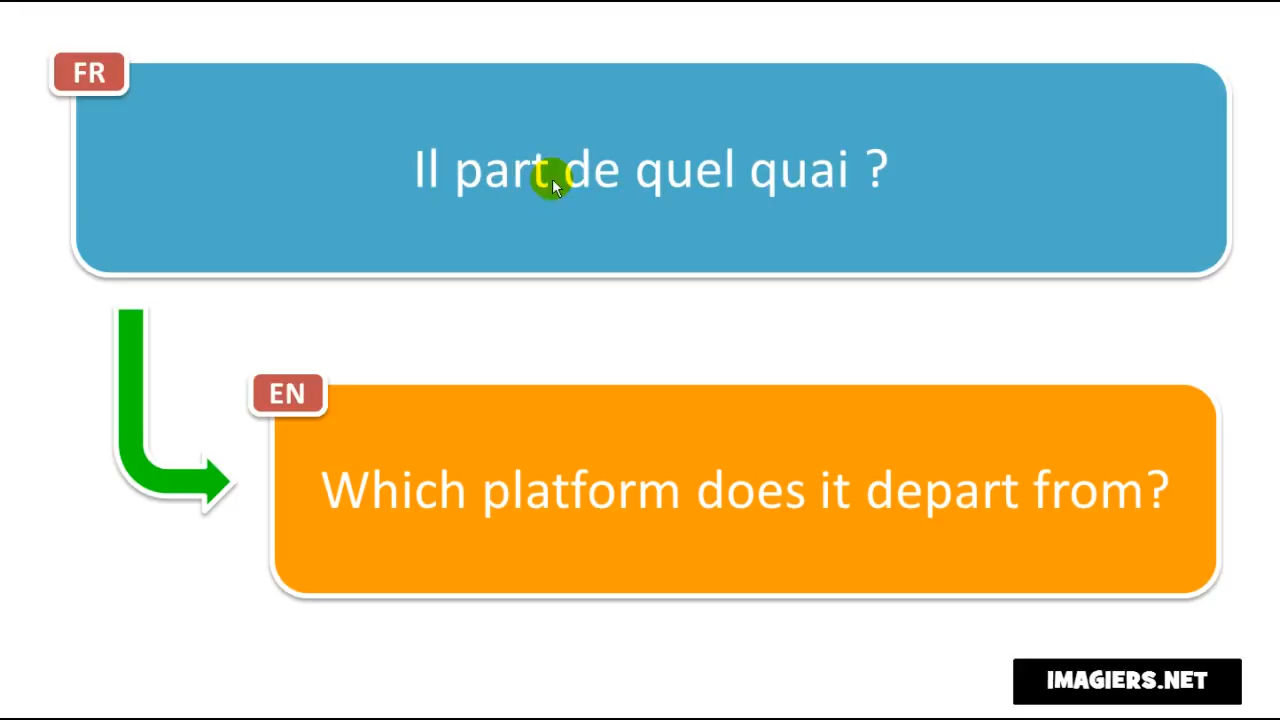 FR
Il part de quel quai ?
EN
Which platform does it depart from?
IMAGIERS.NET